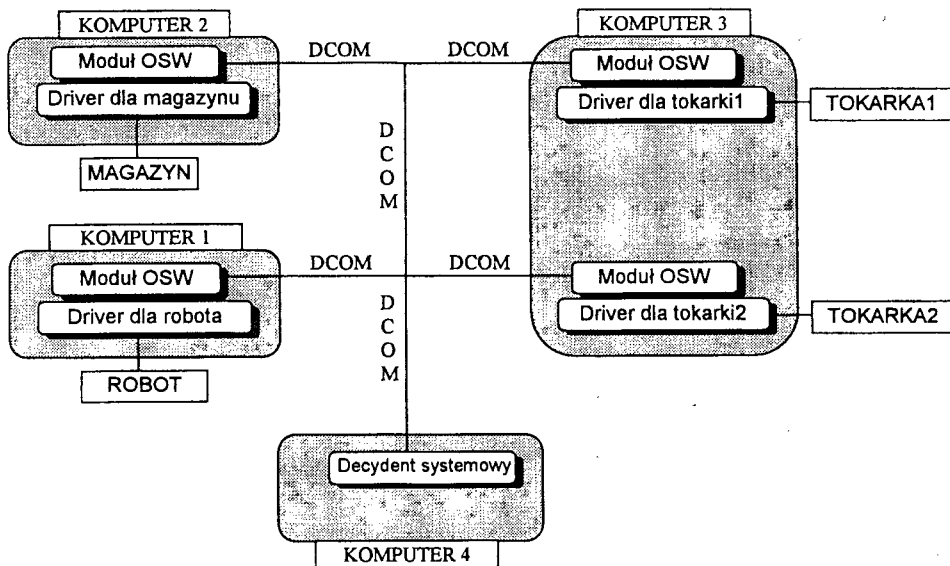 KOMPUTER 2
Moduł OSW
Driver dla magazynu
MAGAZYN
DCOM
DCOM
KOMPUTER 3
Moduł OSW
Driver dla tokarki1
TOKARKA1
DCOM
KOMPUTER 1
Moduł OSW
Driver dla robota
ROBOT
DCOM
DCOM
Moduł OSW
Driver dla tokarki2
TOKARKA2
DCOM
Decydent systemowy
KOMPUTER 4